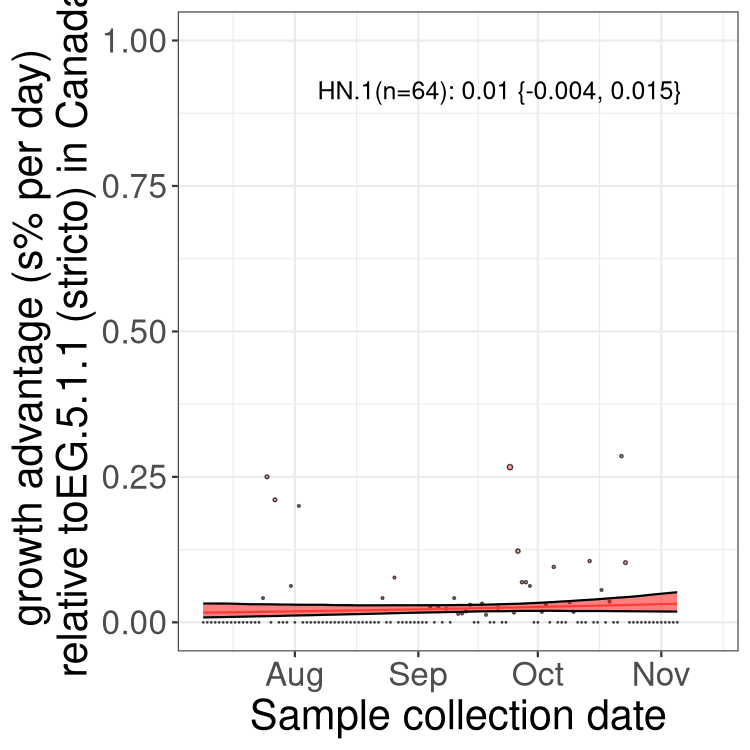 growth advantage (s% per day)
relative toEG.5.1.1 (stricto) in Canada
1.00
0.75
0.50
0.25
0.00
HN.1(n=64): 0.01 {-0.004, 0.015}
Aug Sep Oct Nov
Sample collection date